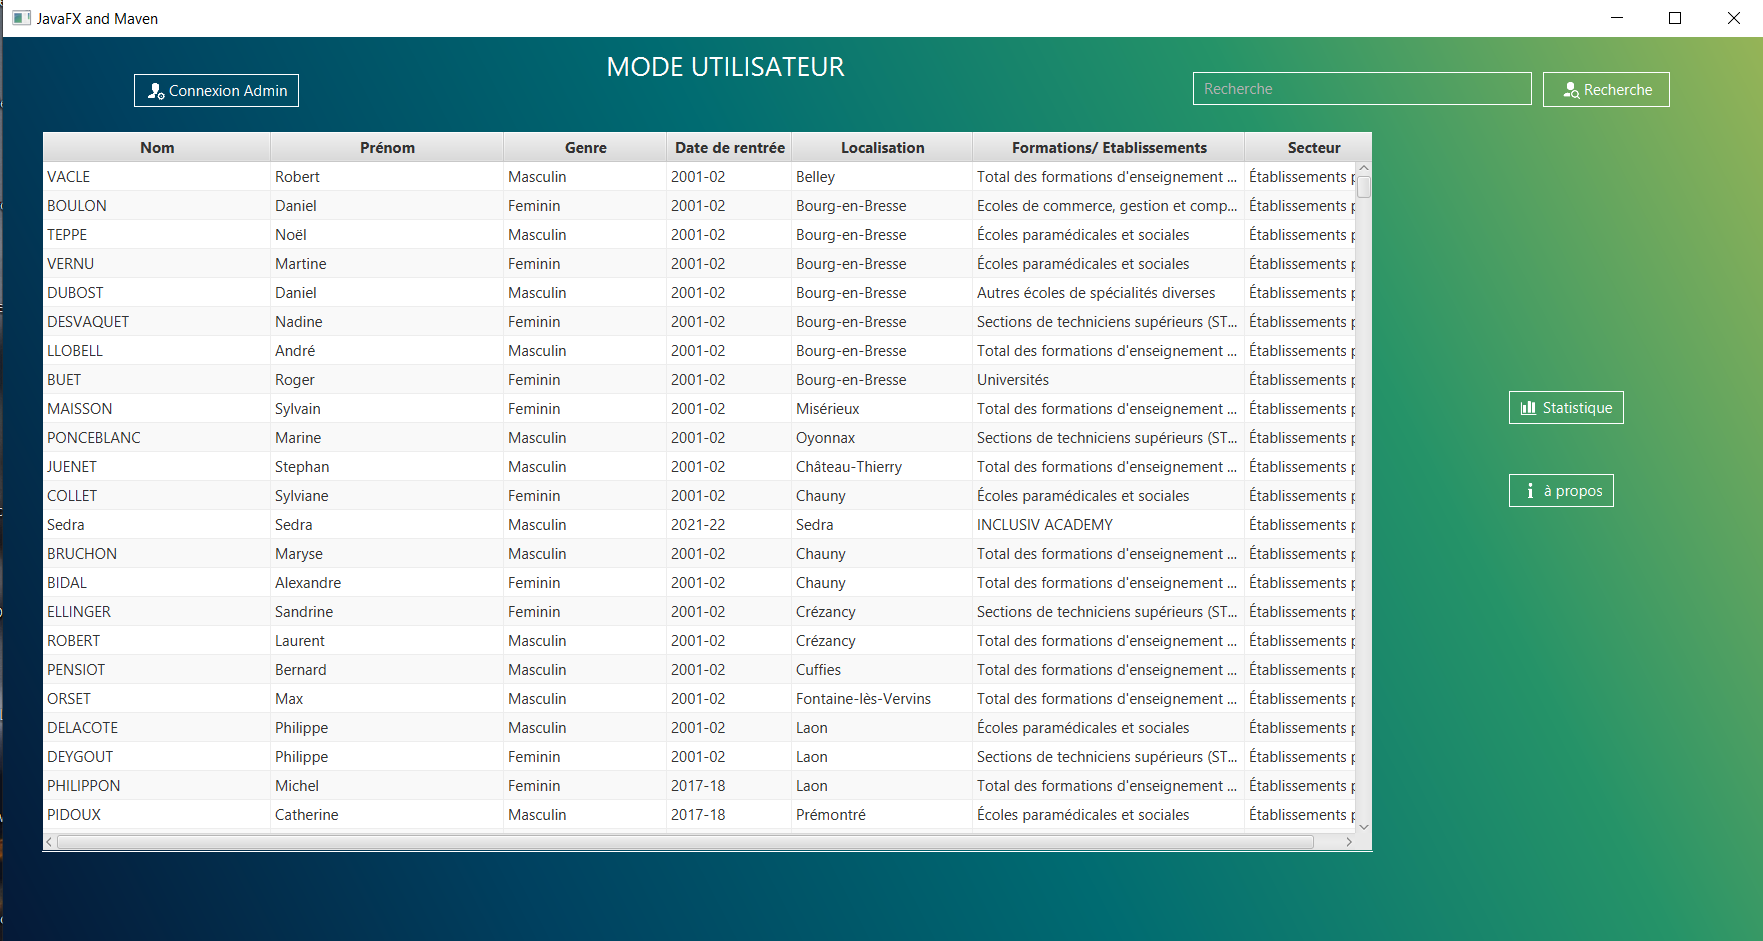 JavaFX and Maven
MODE UTILISATEUR
Connexion Admin
Recherche
Recherche
Nom Prénom Genre Date de rentrée Localisation Formations/ Etablissements Secteur
VACLE Robert Masculin 2001-02 Belley Total des formations d'enseignement ... Établissements p
BOULON Daniel Feminin 2001-02 Bourg-en-Bresse Ecoles de commerce, gestion et comp... Établissements p
TEPPE Noël Masculin 2001-02 Bourg-en-Bresse Écoles paramédicales et sociales Établissements p
VERNU Martine Feminin 2001-02 Bourg-en-Bresse Écoles paramédicales et sociales Établissements p
DUBOST Daniel Masculin 2001-02 Bourg-en-Bresse Autres écoles de spécialités diverses Établissements p
DESVAQUET Nadine Feminin 2001-02 Bourg-en-Bresse Sections de techniciens supérieurs (ST... Établissements p
LLOBELL André Masculin 2001-02 Bourg-en-Bresse Total des formations d'enseignement ... Établissements p
BUET Roger Feminin 2001-02 Bourg-en-Bresse Universités Établissements p
MAISSON Sylvain Feminin 2001-02 Misérieux Total des formations d'enseignement ... Établissements p
PONCEBLANC Marine Masculin 2001-02 Oyonnax Sections de techniciens supérieurs (ST... Établissements p
JUENET Stephan Masculin 2001-02 Château-Thierry Total des formations d'enseignement ... Établissements p
COLLET Sylviane Feminin 2001-02 Chauny Écoles paramédicales et sociales Établissements p
Sedra Sedra Masculin 2021-22 Sedra INCLUSIV ACADEMY Établissements p
BRUCHON Maryse Masculin 2001-02 Chauny Total des formations d'enseignement ... Établissements p
BIDAL Alexandre Feminin 2001-02 Chauny Total des formations d'enseignement ... Établissements p
ELLINGER Sandrine Feminin 2001-02 Crézancy Sections de techniciens supérieurs (ST... Établissements p
ROBERT Laurent Masculin 2001-02 Crézancy Total des formations d'enseignement ... Établissements p
PENSIOT Bernard Masculin 2001-02 Cuffies Total des formations d'enseignement ... Établissements p
ORSET Max Masculin 2001-02 Fontaine-lès-Vervins Total des formations d'enseignement ... Établissements p
DELACOTE Philippe Masculin 2001-02 Laon Écoles paramédicales et sociales Établissements p
DEYGOUT Philippe Feminin 2001-02 Laon Sections de techniciens supérieurs (ST... Établissements p
PHILIPPON Michel Feminin 2017-18 Laon Total des formations d'enseignement ... Établissements p
PIDOUX Catherine Masculin 2017-18 Prémontré Écoles paramédicales et sociales Établissements p
Statistique
à propos